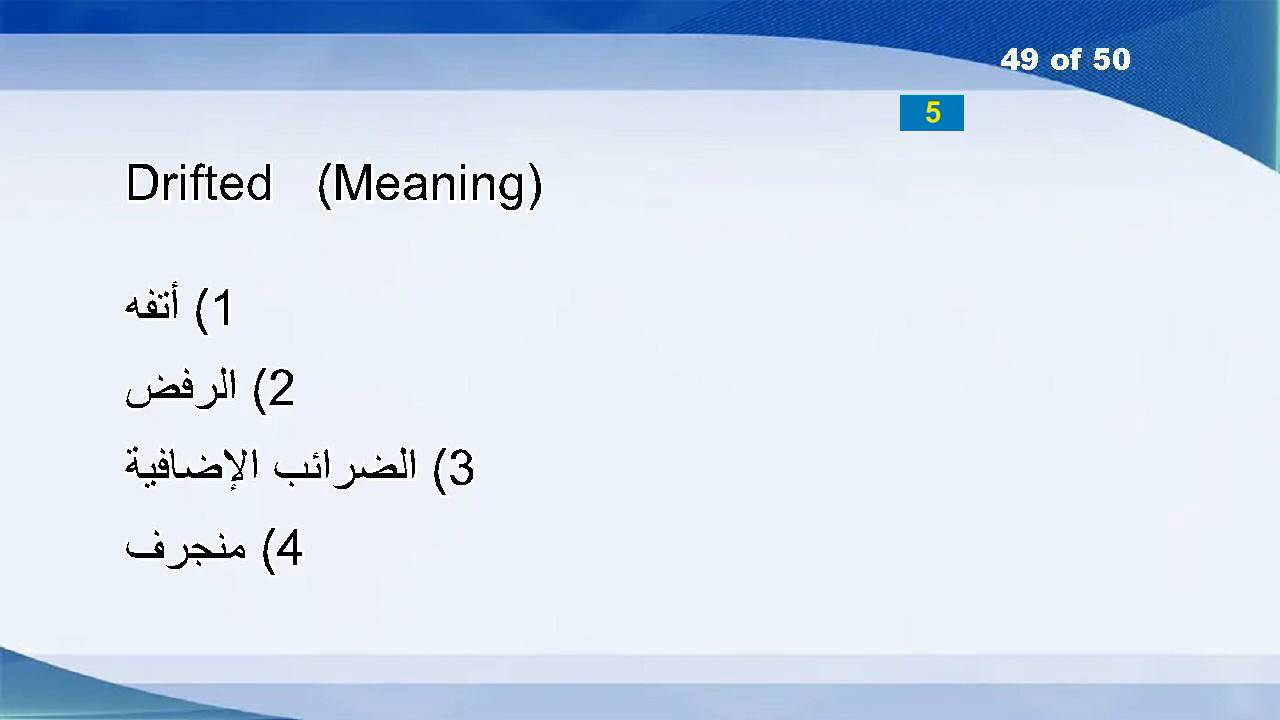 49 of 50
5
Drifted (Meaning)
1) أتفه
2) الرفض
3) الضرائب الإضافية
4) منجرف